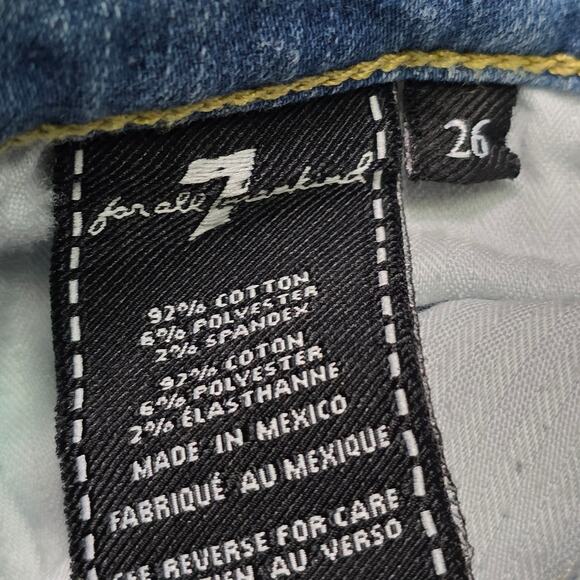 7
for all mankind
26
92% COTTON
6% POLYESTER
2% SPANDEX
92% COTON
6% POLYESTER
2% ÉLASTHANNE
MADE IN MEXICO
FABRIQUÉ AU MEXIQUE
REVERSE FOR CARE
AU VERSO